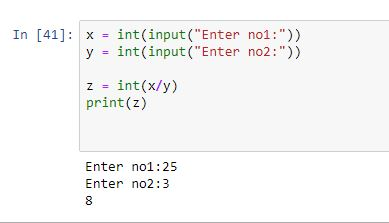 In [41]: x = int(input("Enter no1:"))
y = int(input("Enter no2:"))
z = int(x/y)
print(z)
Enter no1:25
Enter no2:3
8